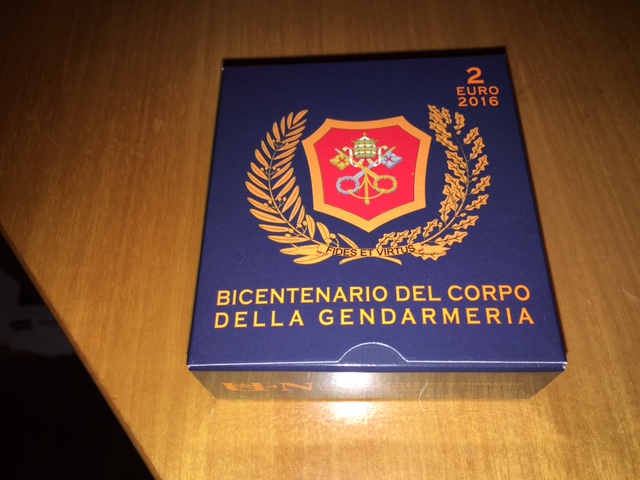 2
EURO
2016
FIDES ET VIRTUS
BICENTENARIO DEL CORPO
DELLA GENDARMERIA